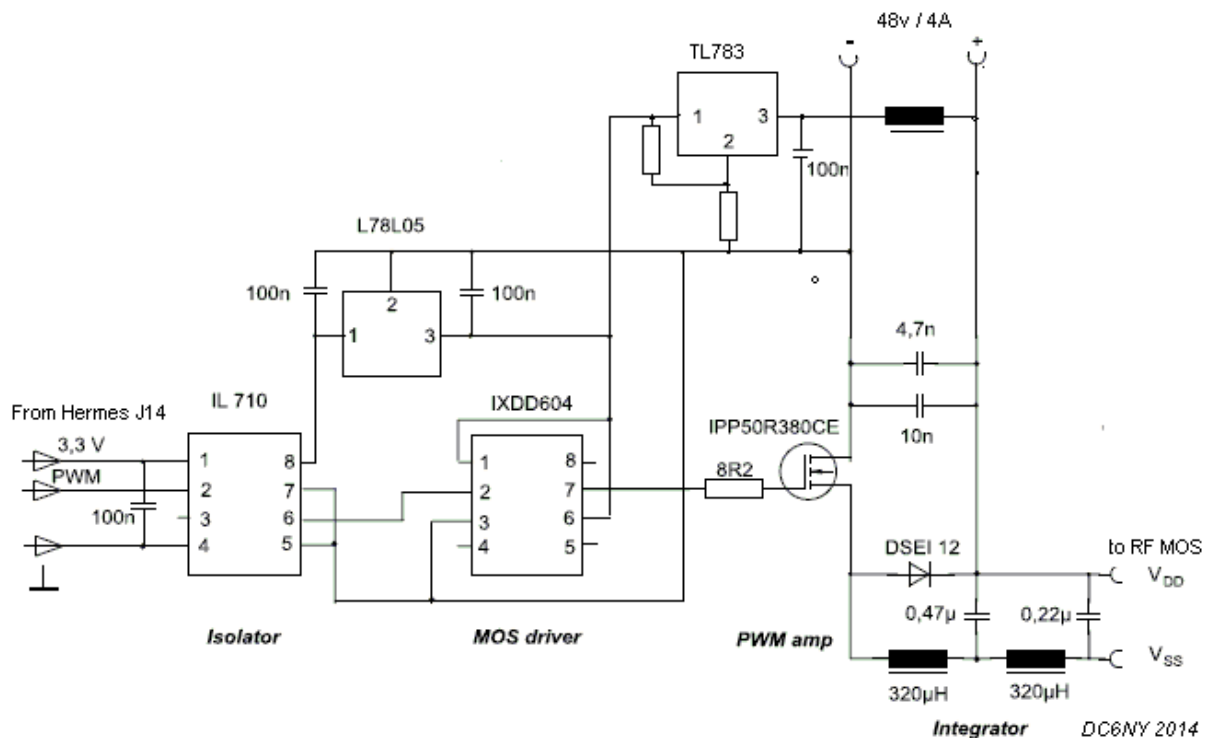 48v / 4A
- +
TL783
1 3
2
100n
L78L05
100n
2
100n
1 3
4,7n
10n
From Hermes J14
3,3 V
PWM
100n
IL 710
1 8
2 7
3 6
4 5
IXDD604
1 8
2 7
3 6
4 5
8R2
IPP50R380CE
DSEI 12
to RF MOS
VDD
0,47µ
0,22µ
VSS
320µH
320µH
Isolator
MOS driver
PWM amp
Integrator
DC6NY 2014